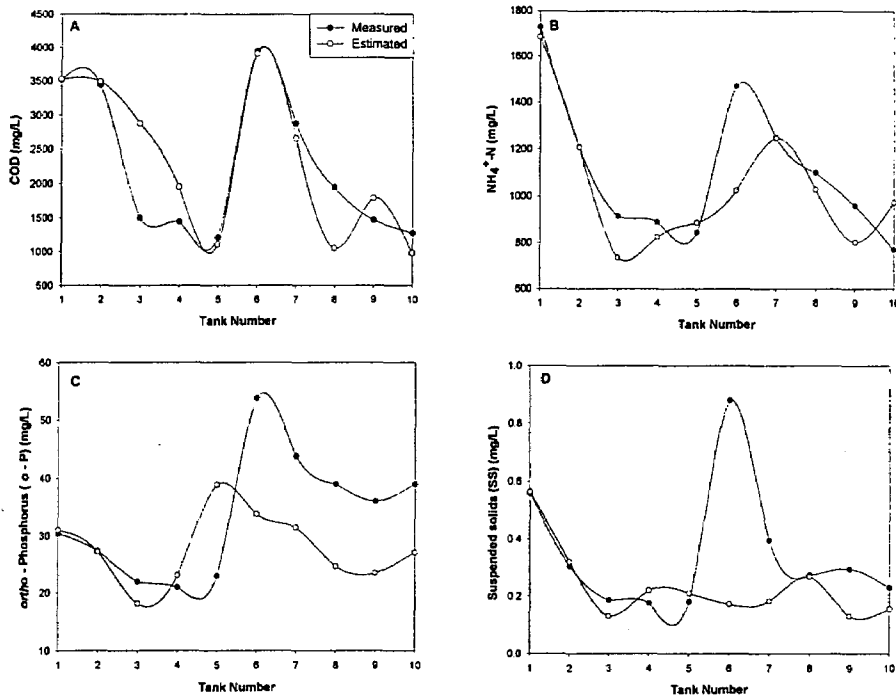 A
Measured
Estimated
COD (mg/L)
4500
4000
3500
3000
2500
2000
1500
1000
500
1 2 3 4 5 6 7 8 9 10
Tank Number
B
NH4+-N (mg/L)
1800
1600
1400
1200
1000
800
600
1 2 3 4 5 6 7 8 9 10
Tank Number
C
ortho - Phosphorus ( o - P) (mg/L)
60
50
40
30
20
10
1 2 3 4 5 6 7 8 9 10
Tank Number
D
Suspended solids (SS) (mg/L)
1.0
0.8
0.6
0.4
0.2
0.0
1 2 3 4 5 6 7 8 9 10
Tank Number